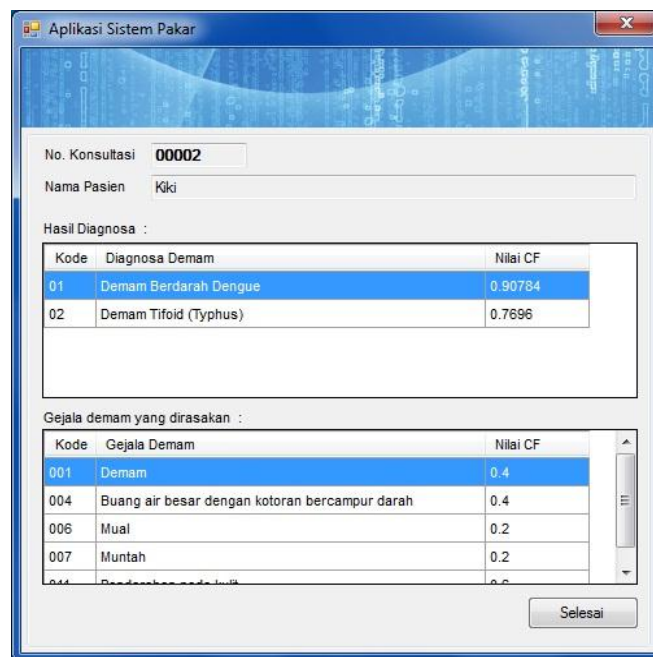 Aplikasi Sistem Pakar
No. Konsultasi 00002
Nama Pasien Kiki
Hasil Diagnosa :
Kode Diagnosa Demam Nilai CF
01 Demam Berdarah Dengue 0.90784
02 Demam Tifoid (Typhus) 0.7696
Gejala demam yang dirasakan :
Kode Gejala Demam Nilai CF
001 Demam 0.4
004 Buang air besar dengan kotoran bercampur darah 0.4
006 Mual 0.2
007 Muntah 0.2
Selesai